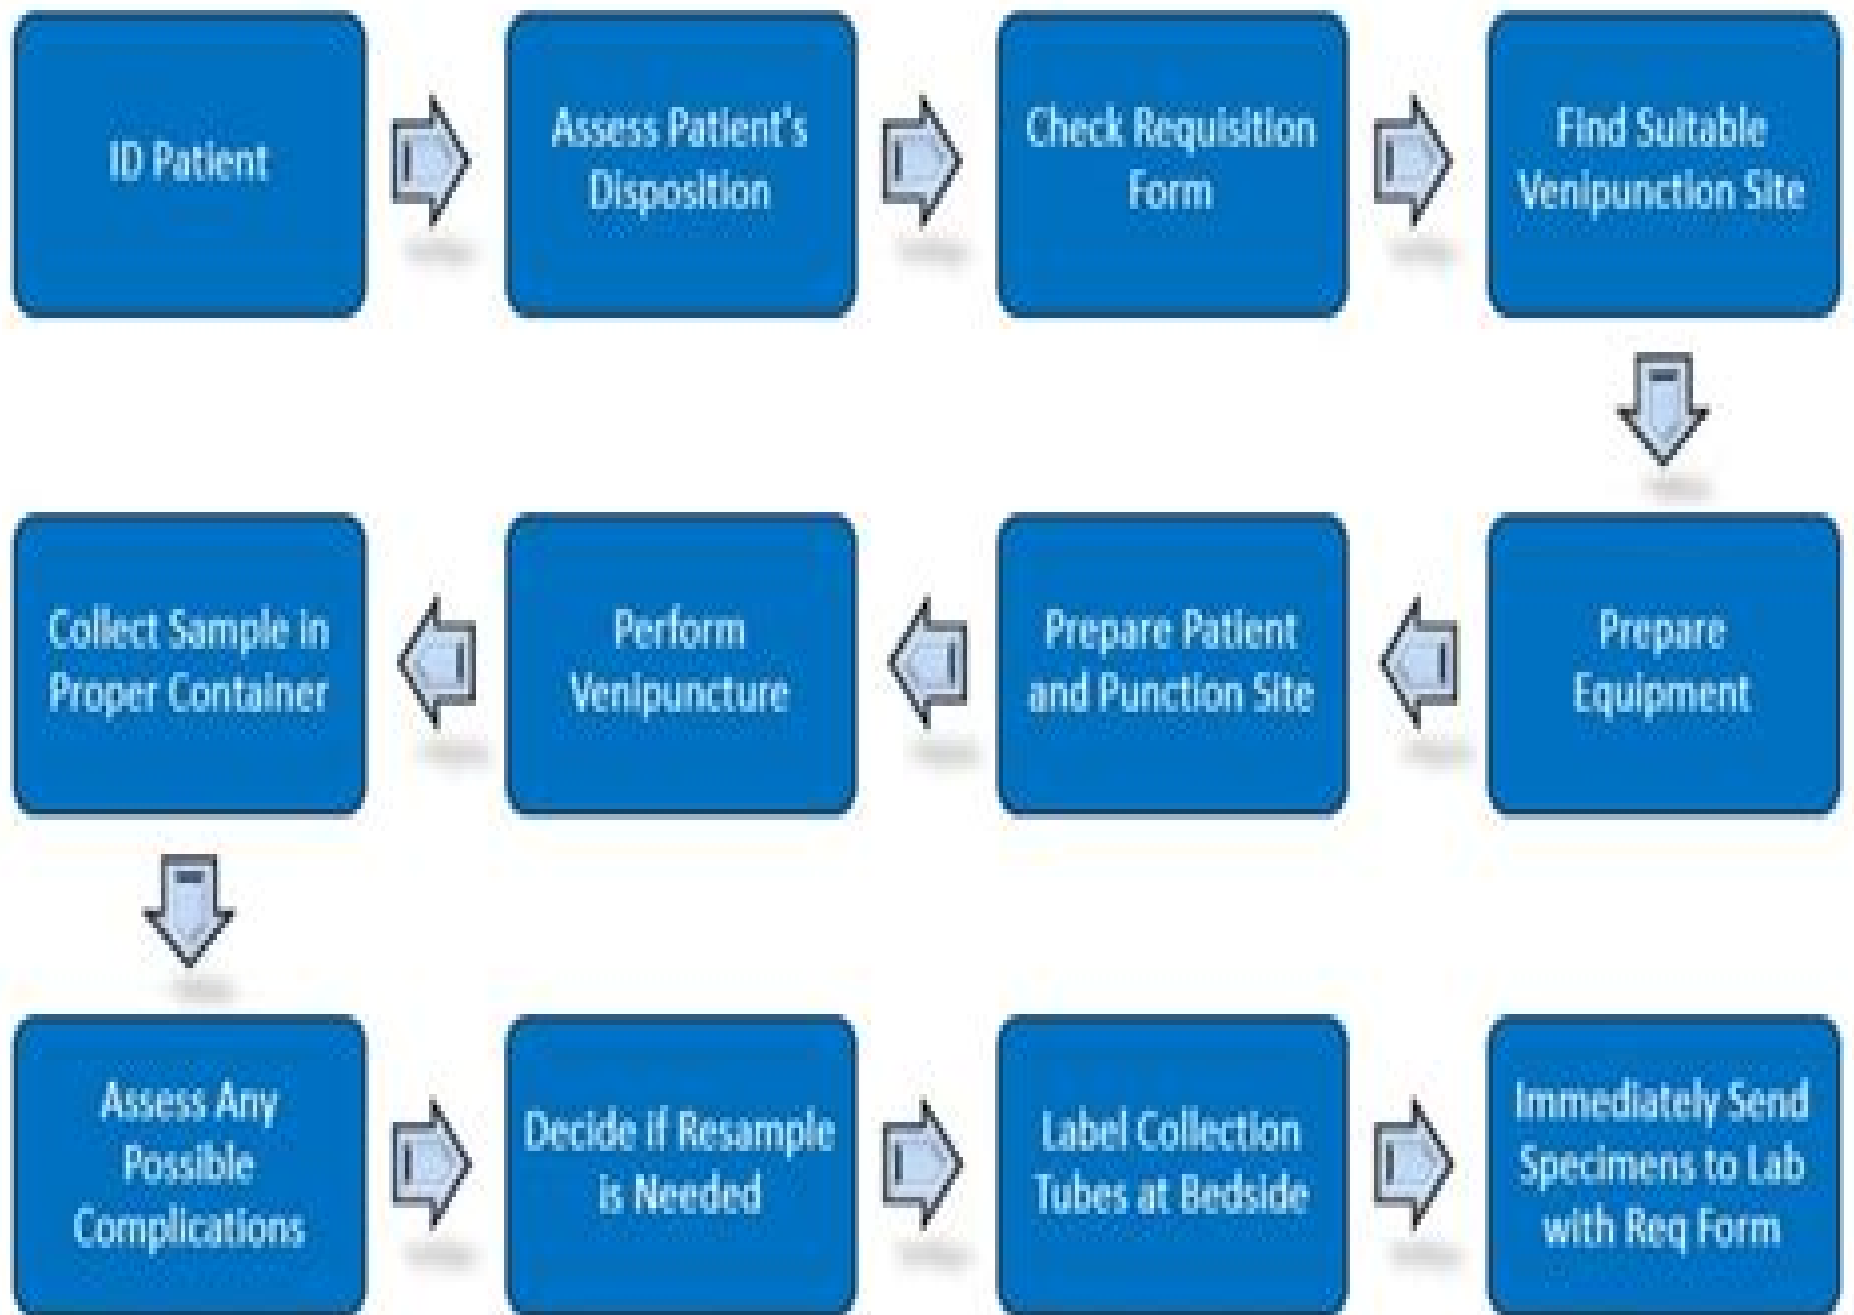 ID Patient
Assess Patient's
Disposition
Check Requisition
Form
Find Suitable
Venipunction Site
Prepare
Equipment
Prepare Patient
and Punction Site
Perform
Venipuncture
Collect Sample in
Proper Container
Assess Any
Possible
Complications
Decide if Resample
is Needed
Label Collection
Tubes at Bedside
Immediately Send
Specimens to Lab
with Req Form